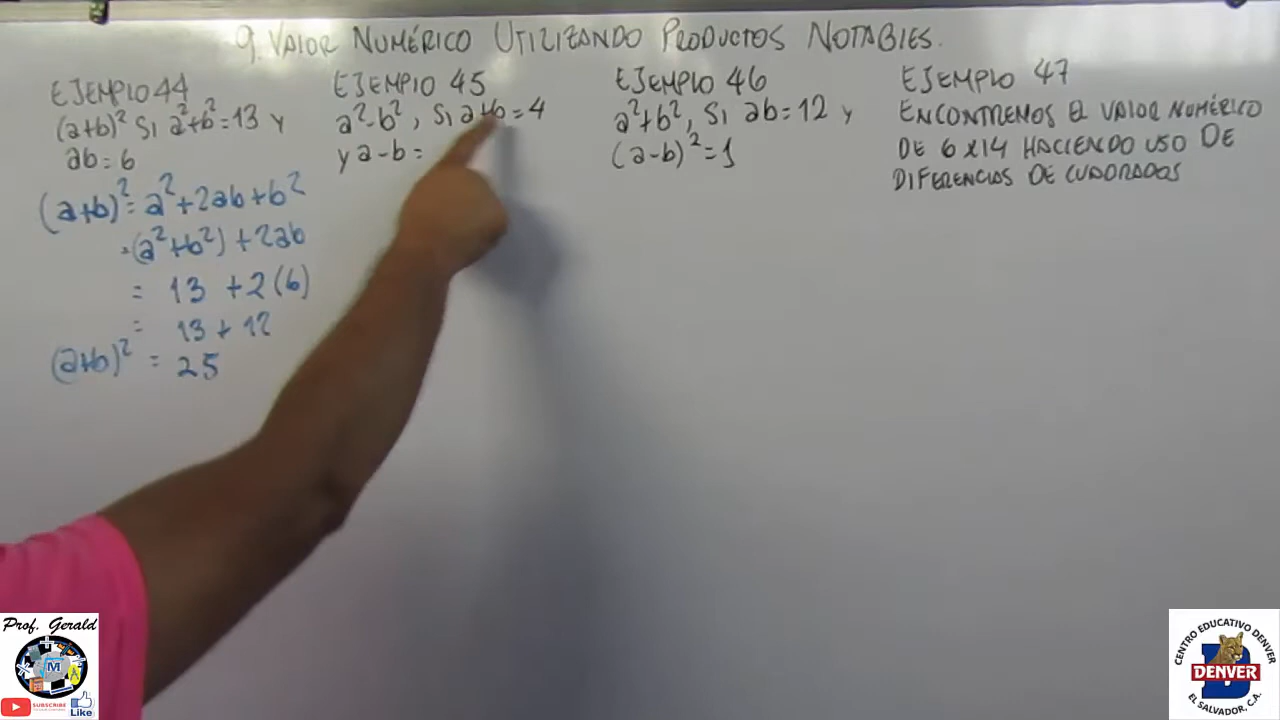 9. VALOR NUMÉRICO UTILIZANDO PRODUCTOS NOTABLES.
EJEMPLO 44
(a+b)² SI a²+b²=13 y
ab=6
(a+b)²=a²+2ab+b²
=(a²+b²)+2ab
= 13 +2(6)
= 13+12
(a+b)² = 25
EJEMPLO 45
a²-b², SI a+b=4
y a-b=
EJEMPLO 46
a²+b², SI ab=12 y
(a-b)²=1
EJEMPLO 47
ENCONTREMOS EL VALOR NUMÉRICO
DE 6x14 HACIENDO USO DE
DIFERENCIAS DE CUADRADOS
Prof. Gerald
M
SUBSCRIBE
Like
CENTRO EDUCATIVO DENVER
DENVER
EL SALVADOR, C.A.